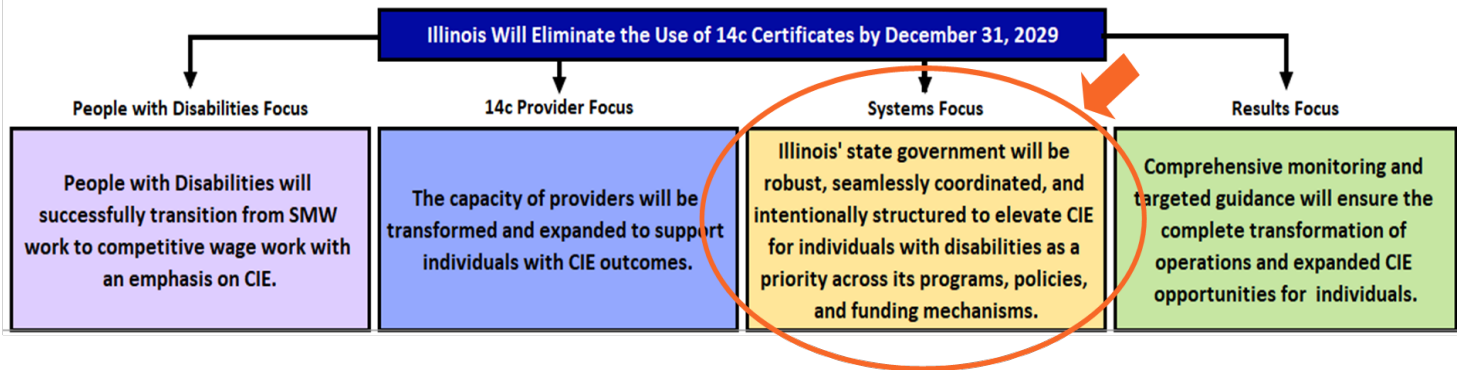 Illinois Will Eliminate the Use of 14c Certificates by December 31, 2029
People with Disabilities Focus
People with Disabilities will
successfully transition from SMW
work to competitive wage work with
an emphasis on CIE.
14c Provider Focus
The capacity of providers will be
transformed and expanded to support
individuals with CIE outcomes.
Systems Focus
Illinois' state government will be
robust, seamlessly coordinated, and
intentionally structured to elevate CIE
for individuals with disabilities as a
priority across its programs, policies,
and funding mechanisms.
Results Focus
Comprehensive monitoring and
targeted guidance will ensure the
complete transformation of
operations and expanded CIE
opportunities for individuals.